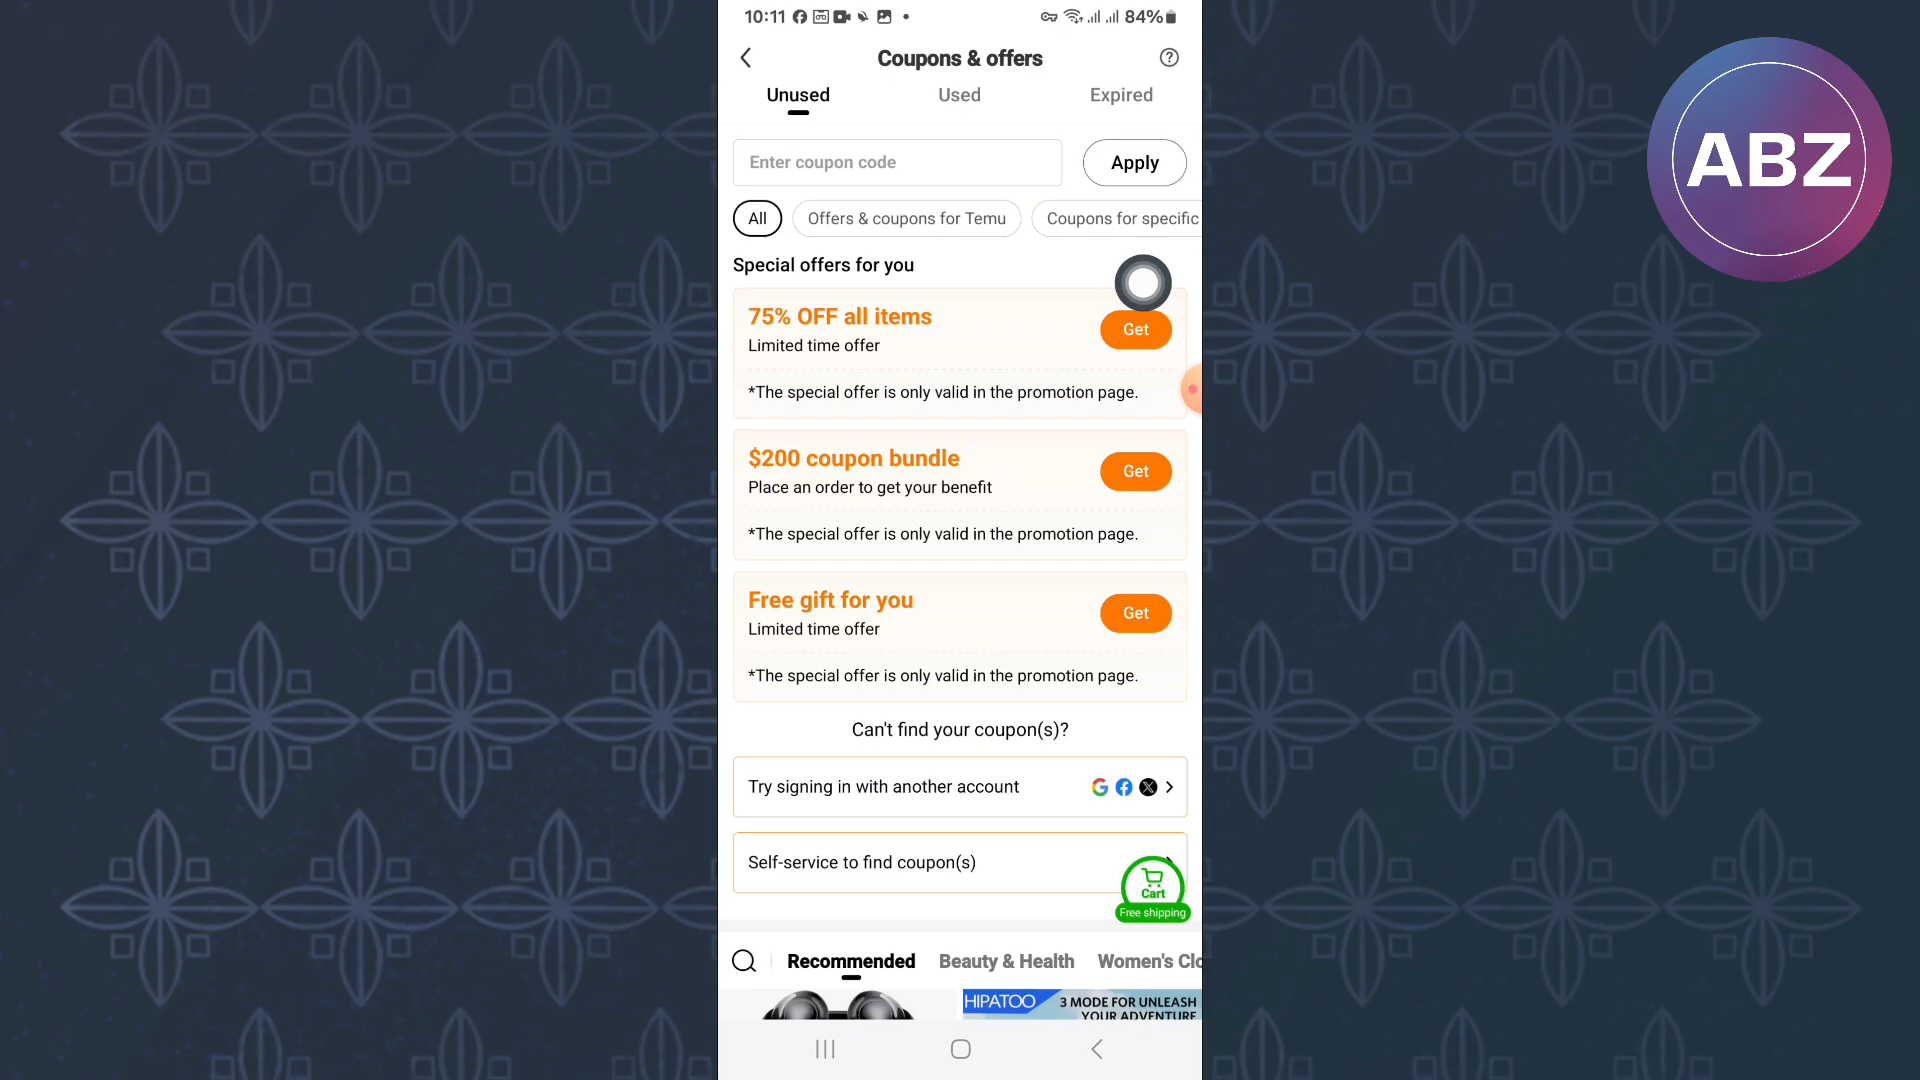 10:11
84%
Coupons & offers
Unused Used Expired
Enter coupon code Apply
All Offers & coupons for Temu Coupons for specific
Special offers for you
75% OFF all items
Limited time offer
Get
*The special offer is only valid in the promotion page.
$200 coupon bundle
Place an order to get your benefit
Get
*The special offer is only valid in the promotion page.
Free gift for you
Limited time offer
Get
*The special offer is only valid in the promotion page.
Can't find your coupon(s)?
Try signing in with another account
Self-service to find coupon(s)
Cart
Free shipping
Recommended Beauty & Health Women's Clo
HIPATOO 3 MODE FOR UNLEASH
YOUR ADVENTURE
ABZ